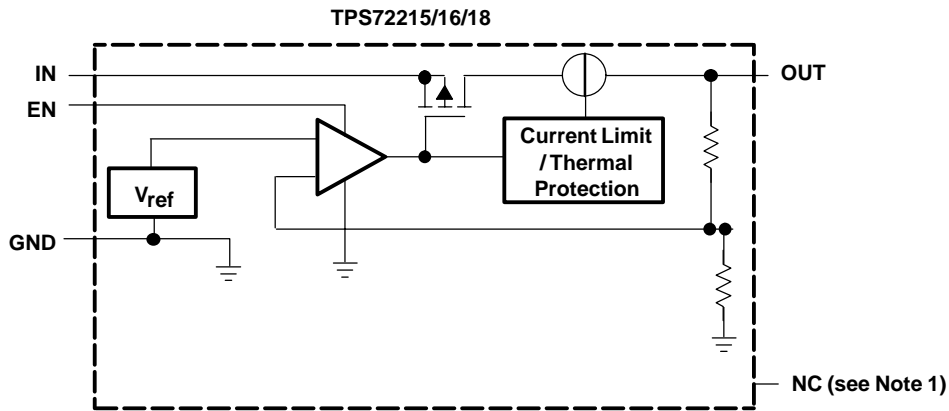 TPS72215/16/18
IN
OUT
EN
Current Limit
/ Thermal
Protection
Vref
GND
NC (see Note 1)